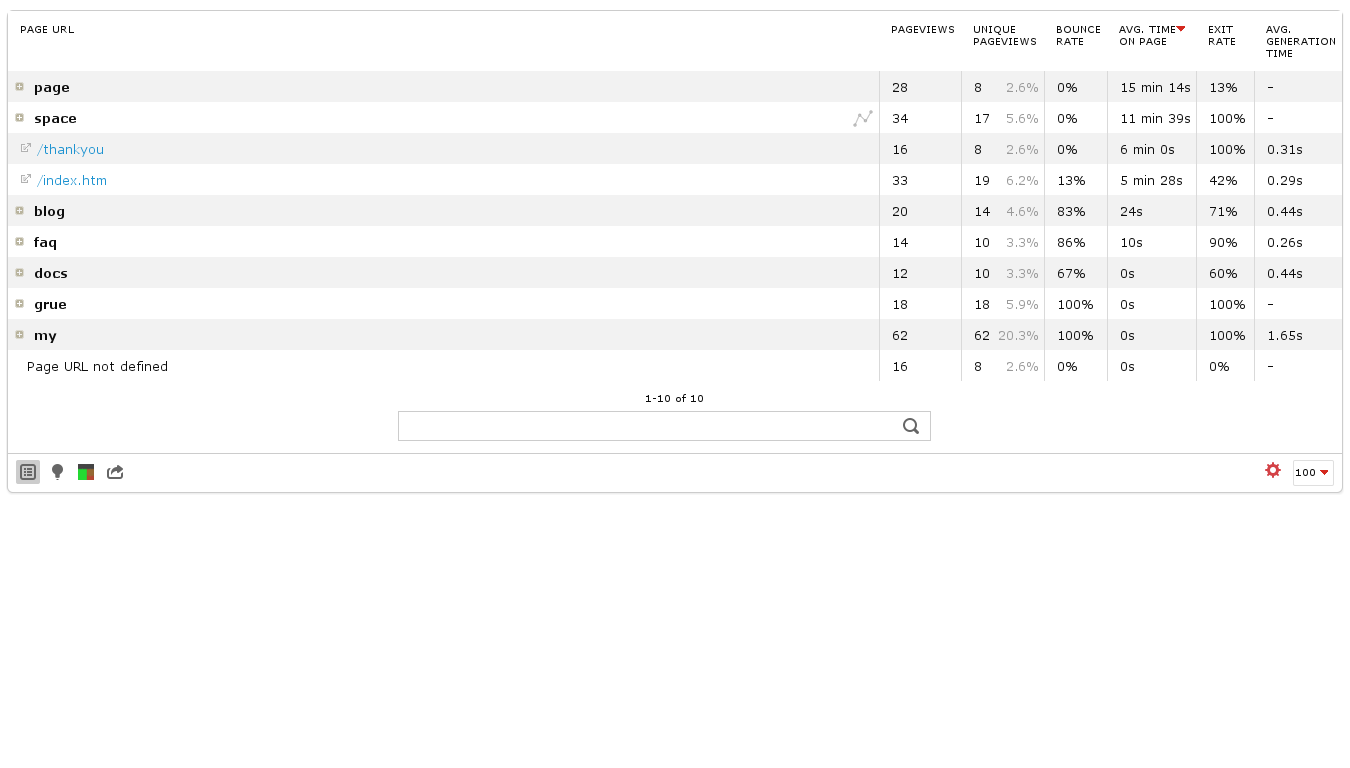 PAGE URL PAGEVIEWS UNIQUE PAGEVIEWS BOUNCE RATE AVG. TIME ON PAGE EXIT RATE AVG. GENERATION TIME
page 28 8 2.6% 0% 15 min 14s 13% -
space 34 17 5.6% 0% 11 min 39s 100% -
/thankyou 16 8 2.6% 0% 6 min 0s 100% 0.31s
/index.htm 33 19 6.2% 13% 5 min 28s 42% 0.29s
blog 20 14 4.6% 83% 24s 71% 0.44s
faq 14 10 3.3% 86% 10s 90% 0.26s
docs 12 10 3.3% 67% 0s 60% 0.44s
grue 18 18 5.9% 100% 0s 100% -
my 62 62 20.3% 100% 0s 100% 1.65s
Page URL not defined 16 8 2.6% 0% 0s 0% -
1-10 of 10
100